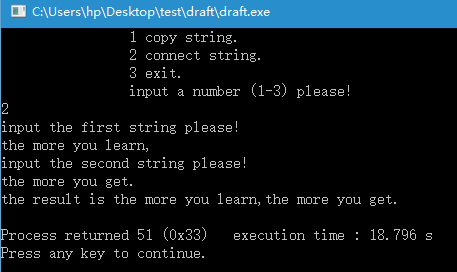 C:\Users\hp\Desktop\test\draft\draft.exe
1 copy string.
2 connect string.
3 exit.
input a number (1-3) please!
2
input the first string please!
the more you learn,
input the second string please!
the more you get.
the result is the more you learn,the more you get.
Process returned 51 (0x33)   execution time : 18.796 s
Press any key to continue.